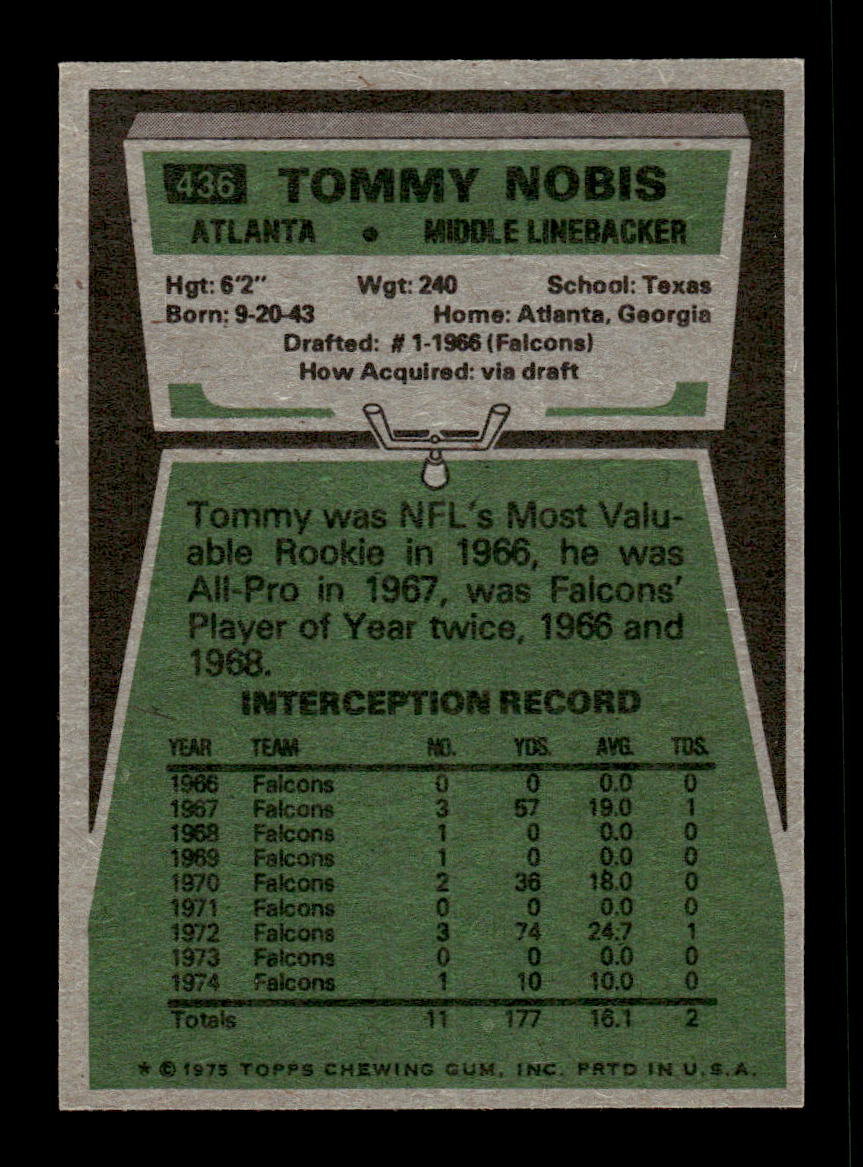 436 TOMMY NOBIS
ATLANTA • MIDDLE LINEBACKER
Hgt: 6'2" Wgt: 240 School: Texas
Born: 9-20-43 Home: Atlanta, Georgia
Drafted: # 1-1966 (Falcons)
How Acquired: via draft
Tommy was NFL's Most Valu-
able Rookie in 1966, he was
All-Pro in 1967, was Falcons'
Player of Year twice, 1966 and
1968.
INTERCEPTION RECORD
YEAR TEAM NO. YDS. AVG. TDS.
1966 Falcons 0 0 0.0 0
1967 Falcons 3 57 19.0 1
1968 Falcons 1 0 0.0 0
1969 Falcons 1 0 0.0 0
1970 Falcons 2 36 18.0 0
1971 Falcons 0 0 0.0 0
1972 Falcons 3 74 24.7 1
1973 Falcons 0 0 0.0 0
1974 Falcons 1 10 10.0 0
Totals 11 177 16.1 2
* © 1975 TOPPS CHEWING GUM, INC. PRTD IN U.S.A.